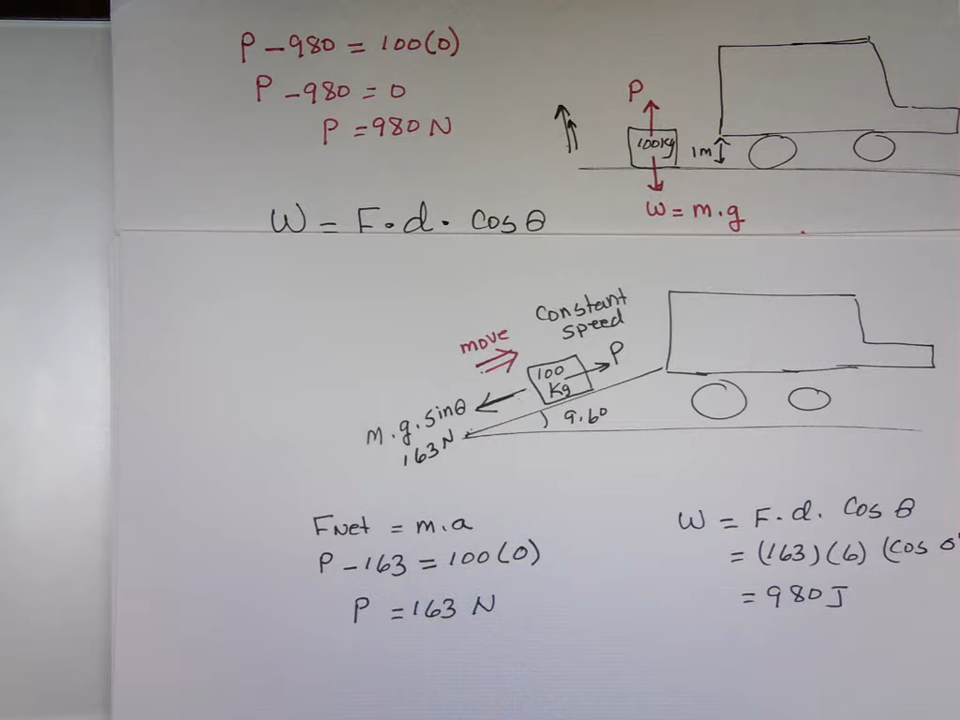 P - 980 = 100(0)
P - 980 = 0
P = 980 N
P
100Kg
1m
W = m.g
W = F.d. Cos θ
Constant
speed
move
P
100
Kg
9.60
m.g.sinθ
163N
FNet = m.a
P - 163 = 100(0)
P = 163 N
W = F.d. Cos θ
= (163)(6)(Cos 0°
= 980 J